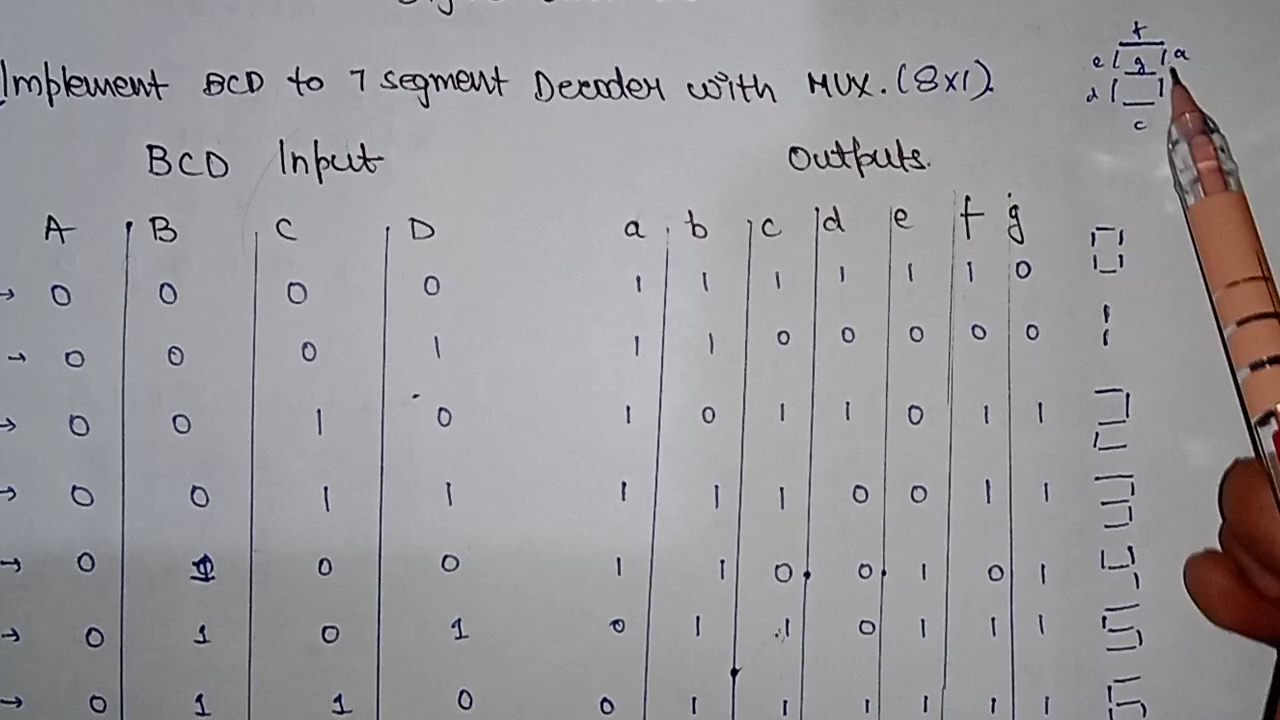 f
Implement BCD to 7 segment Decoder with MUX. (8x1).
e g a
d
c
BCD Input Outputs.
A B C D a b c d e f g
→ 0 0 0 0 1 1 1 1 1 1 0
→ 0 0 0 1 1 1 0 0 0 0 0
→ 0 0 1 0 1 0 1 1 0 1 1
→ 0 0 1 1 1 1 1 0 0 1 1
→ 0 1 0 0 1 1 0 0 1 0 1
→ 0 1 0 1 0 1 1 0 1 1 1
→ 0 1 1 0 0 1 1 1 1 1 1